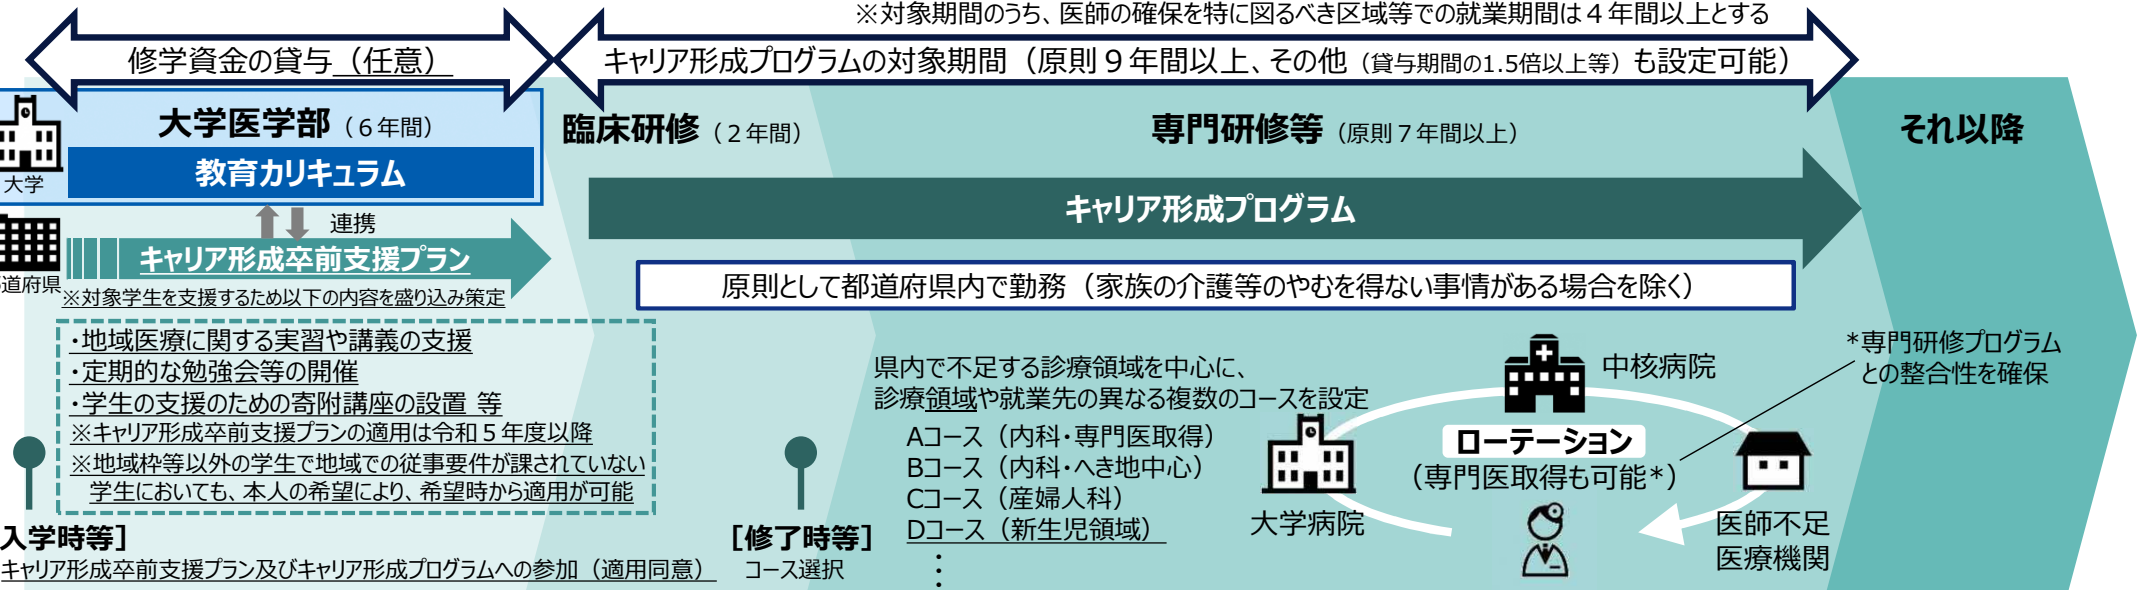 ※対象期間のうち、医師の確保を特に図るべき区域等での就業期間は４年間以上とする
修学資金の貸与（任意）
キャリア形成プログラムの対象期間（原則９年間以上、その他（貸与期間の1.5倍以上等）も設定可能）
大学医学部（６年間）
臨床研修（２年間）
専門研修等（原則７年間以上）
それ以降
教育カリキュラム
大学
キャリア形成プログラム
連携
キャリア形成卒前支援プラン
道府県
※対象学生を支援するため以下の内容を盛り込み策定
原則として都道府県内で勤務（家族の介護等のやむを得ない事情がある場合を除く）
・地域医療に関する実習や講義の支援
・定期的な勉強会等の開催
・学生の支援のための寄附講座の設置 等
※キャリア形成卒前支援プランの適用は令和５年度以降
※地域枠等以外の学生で地域での従事要件が課されていない
学生においても、本人の希望により、希望時から適用が可能
県内で不足する診療領域を中心に、
診療領域や就業先の異なる複数のコースを設定
Aコース（内科・専門医取得）
Bコース（内科・へき地中心）
Cコース（産婦人科）
Dコース（新生児領域）
・
・
・
中核病院
*専門研修プログラム
との整合性を確保
ローテーション
（専門医取得も可能*）
大学病院
医師不足
医療機関
入学時等］
キャリア形成卒前支援プラン及びキャリア形成プログラムへの参加（適用同意）
［修了時等］
コース選択